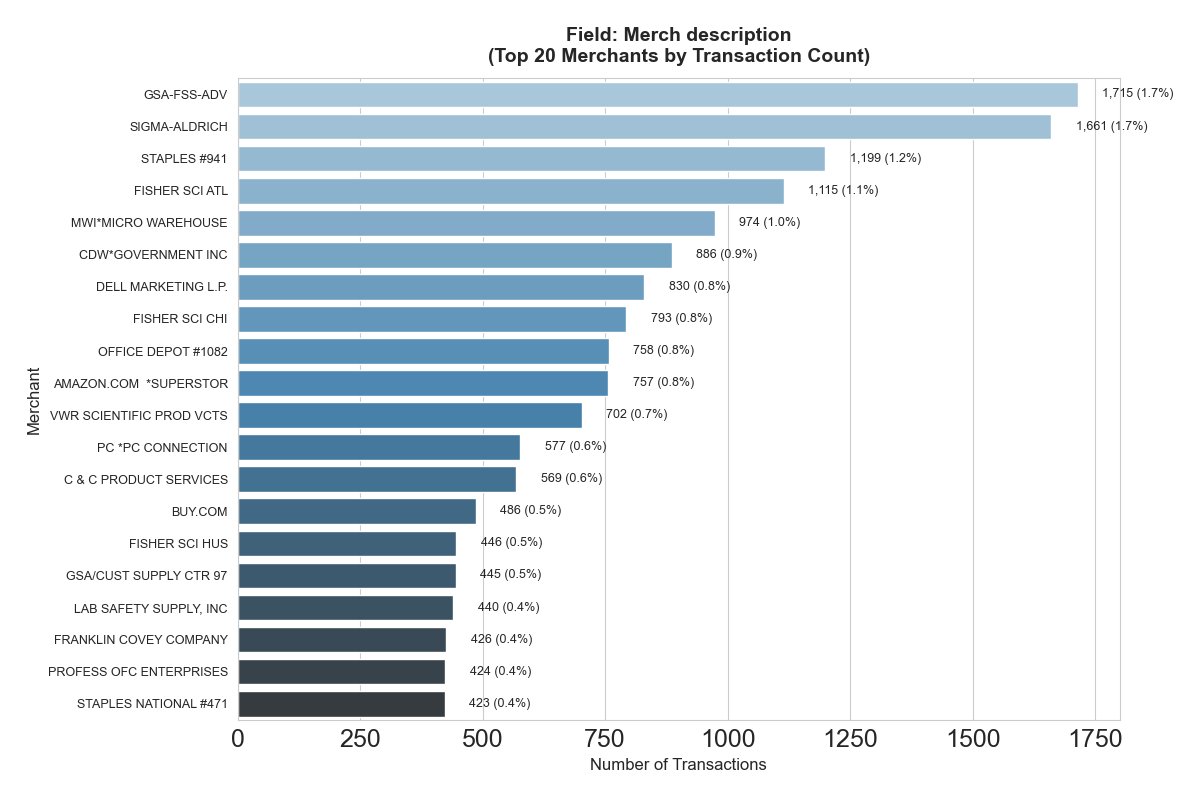 Field: Merch description
(Top 20 Merchants by Transaction Count)
GSA-FSS-ADV 1,715 (1.7%)
SIGMA-ALDRICH 1,661 (1.7%)
STAPLES #941 1,199 (1.2%)
FISHER SCI ATL 1,115 (1.1%)
MWI*MICRO WAREHOUSE 974 (1.0%)
CDW*GOVERNMENT INC 886 (0.9%)
DELL MARKETING L.P. 830 (0.8%)
FISHER SCI CHI 793 (0.8%)
OFFICE DEPOT #1082 758 (0.8%)
AMAZON.COM  *SUPERSTOR 757 (0.8%)
VWR SCIENTIFIC PROD VCTS 702 (0.7%)
PC *PC CONNECTION 577 (0.6%)
C & C PRODUCT SERVICES 569 (0.6%)
BUY.COM 486 (0.5%)
FISHER SCI HUS 446 (0.5%)
GSA/CUST SUPPLY CTR 97 445 (0.5%)
LAB SAFETY SUPPLY, INC 440 (0.4%)
FRANKLIN COVEY COMPANY 426 (0.4%)
PROFESS OFC ENTERPRISES 424 (0.4%)
STAPLES NATIONAL #471 423 (0.4%)
Merchant
0 250 500 750 1000 1250 1500 1750
Number of Transactions